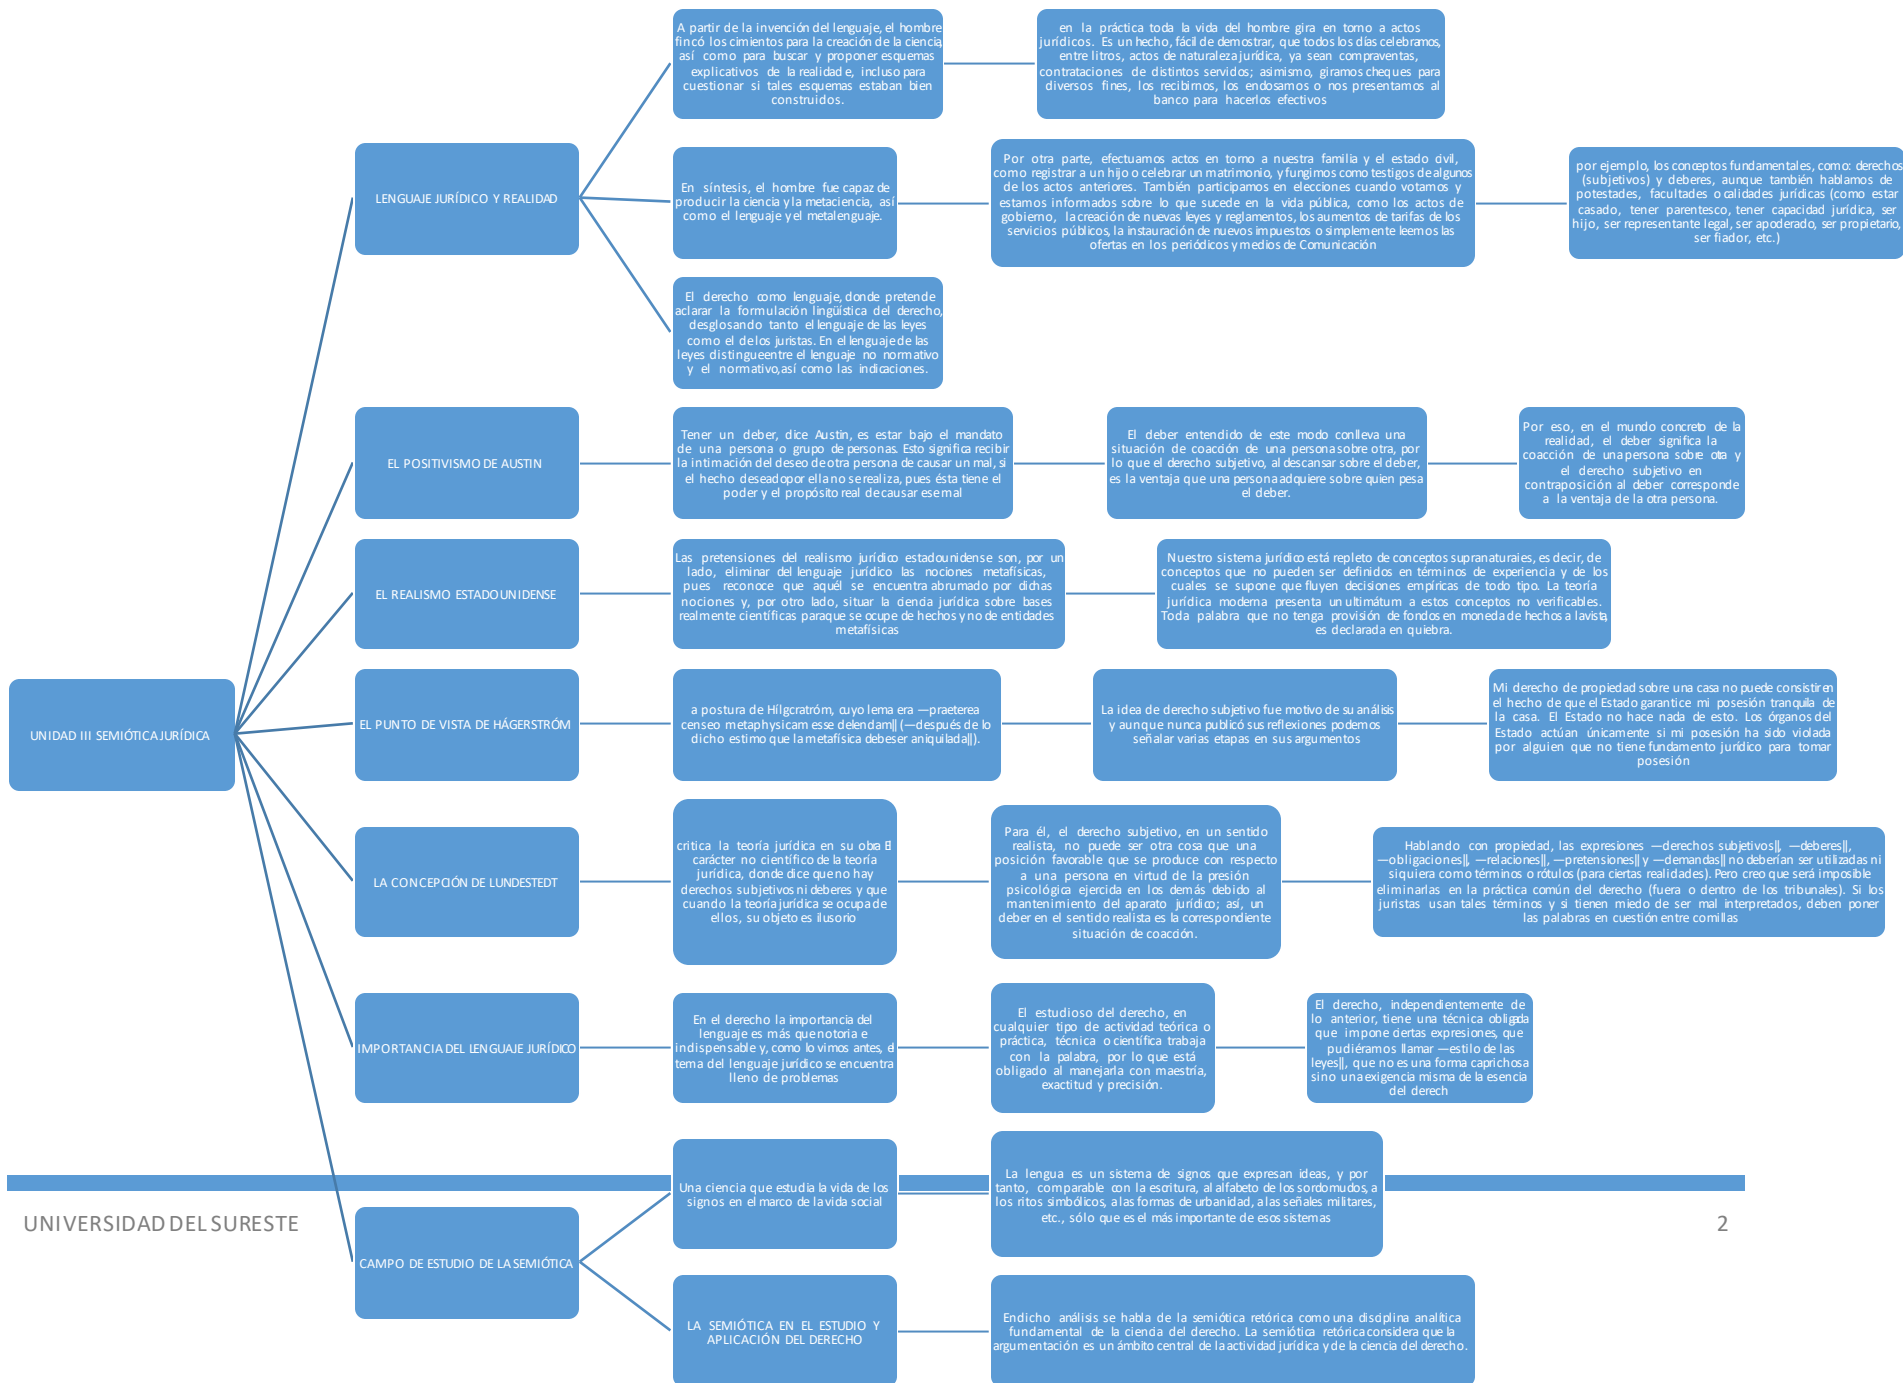 A partir de la invención del lenguaje, el hombre
fincó los cimientos para la creación de la ciencia,
así como para buscar y proponer esquemas
explicativos de la realidad e, incluso para
cuestionar si tales esquemas estaban bien
construidos.
en la práctica toda la vida del hombre gira en torno a actos
jurídicos. Es un hecho, fácil de demostrar, que todos los días celebramos,
entre litros, actos de naturaleza jurídica, ya sean compraventas,
contrataciones de distintos servidos; asimismo, giramos cheques para
diversos fines, los recibirnos, los endosamos o nos presentamos al
banco para hacerlos efectivos
LENGUAJE JURÍDICO Y REALIDAD
En síntesis, el hombre fue capaz de
producir la ciencia y la metaciencia, así
como el lenguaje y el metalenguaje.
Por otra parte, efectuamos actos en torno a nuestra familia y el estado civil,
como registrar a un hijo o celebrar un matrimonio, y fungimos como testigos de algunos
de los actos anteriores. También participamos en elecciones cuando votamos y
estamos informados sobre lo que sucede en la vida pública, como los actos de
gobierno, la creación de nuevas leyes y reglamentos, los aumentos de tarifas de los
servicios públicos, la instauración de nuevos impuestos o simplemente leemos las
ofertas en los periódicos y medios de Comunicación
por ejemplo, los conceptos fundamentales, como: derechos
(subjetivos) y deberes, aunque también hablamos de
potestades, facultades o calidades jurídicas (como estar
casado, tener parentesco, tener capacidad jurídica, ser
hijo, ser representante legal, ser apoderado, ser propietario,
ser fiador, etc.)
El derecho como lenguaje, donde pretende
aclarar la formulación lingüística del derecho,
desglosando tanto el lenguaje de las leyes
como el de los juristas. En el lenguaje de las
leyes distingue entre el lenguaje no normativo
y el normativo, así como las indicaciones.
EL POSITIVISMO DE AUSTIN
Tener un deber, dice Austin, es estar bajo el mandato
de una persona o grupo de personas. Esto significa recibir
la intimación del deseo de otra persona de causar un mal, si
el hecho deseado por ella no se realiza, pues ésta tiene el
poder y el propósito real de causar ese mal
El deber entendido de este modo conlleva una
situación de coacción de una persona sobre otra, por
lo que el derecho subjetivo, al descansar sobre el deber,
es la ventaja que una persona adquiere sobre quien pesa
el deber.
Por eso, en el mundo concreto de la
realidad, el deber significa la
coacción de una persona sobre otra y
el derecho subjetivo en
contraposición al deber corresponde
a la ventaja de la otra persona.
EL REALISMO ESTADOUNIDENSE
Las pretensiones del realismo jurídico estadounidense son, por un
lado, eliminar del lenguaje jurídico las nociones metafísicas,
pues reconoce que aquél se encuentra abrumado por dichas
nociones y, por otro lado, situar la ciencia jurídica sobre bases
realmente científicas para que se ocupe de hechos y no de entidades
metafísicas
Nuestro sistema jurídico está repleto de conceptos supranaturaies, es decir, de
conceptos que no pueden ser definidos en términos de experiencia y de los
cuales se supone que fluyen decisiones empíricas de todo tipo. La teoría
jurídica moderna presenta un ultimátum a estos conceptos no verificables.
Toda palabra que no tenga provisión de fondos en moneda de hechos a la vista,
es declarada en quiebra.
UNIDAD III SEMIÓTICA JURÍDICA
EL PUNTO DE VISTA DE HÁGERSTRÓM
a postura de Hílgcratróm, cuyo lema era ―praeterea
censeo metaphysicam esse delendam‖ (―después de lo
dicho estimo que la metafísica debe ser aniquilada‖).
La idea de derecho subjetivo fue motivo de su análisis
y aunque nunca publicó sus reflexiones podemos
señalar varias etapas en sus argumentos
Mi derecho de propiedad sobre una casa no puede consistir en
el hecho de que el Estado garantice mi posesión tranquila de
la casa. El Estado no hace nada de esto. Los órganos del
Estado actúan únicamente si mi posesión ha sido violada
por alguien que no tiene fundamento jurídico para tomar
posesión
LA CONCEPCIÓN DE LUNDESTEDT
critica la teoría jurídica en su obra El
carácter no científico de la teoría
jurídica, donde dice que no hay
derechos subjetivos ni deberes y que
cuando la teoría jurídica se ocupa de
ellos, su objeto es ilusorio
Para él, el derecho subjetivo, en un sentido
realista, no puede ser otra cosa que una
posición favorable que se produce con respecto
a una persona en virtud de la presión
psicológica ejercida en los demás debido al
mantenimiento del aparato jurídico; así, un
deber en el sentido realista es la correspondiente
situación de coacción.
Hablando con propiedad, las expresiones ―derechos subjetivos‖, ―deberes‖,
―obligaciones‖, ―relaciones‖, ―pretensiones‖ y ―demandas‖ no deberían ser utilizadas ni
siquiera como términos o rótulos (para ciertas realidades). Pero creo que será imposible
eliminarlas en la práctica común del derecho (fuera o dentro de los tribunales). Si los
juristas usan tales términos y si tienen miedo de ser mal interpretados, deben poner
las palabras en cuestión entre comillas
IMPORTANCIA DEL LENGUAJE JURÍDICO
En el derecho la importancia del
lenguaje es más que notoria e
indispensable y, como lo vimos antes, el
tema del lenguaje jurídico se encuentra
lleno de problemas
El estudioso del derecho, en
cualquier tipo de actividad teórica o
práctica, técnica o científica trabaja
con la palabra, por lo que está
obligado al manejarla con maestría,
exactitud y precisión.
El derecho, independientemente de
lo anterior, tiene una técnica obligada
que impone ciertas expresiones, que
pudiéramos llamar ―estilo de las
leyes‖, que no es una forma caprichosa
sino una exigencia misma de la esencia
del derech
CAMPO DE ESTUDIO DE LA SEMIÓTICA
Una ciencia que estudia la vida de los
signos en el marco de la vida social
La lengua es un sistema de signos que expresan ideas, y por
tanto, comparable con la escritura, al alfabeto de los sordomudos, a
los ritos simbólicos, a las formas de urbanidad, a las señales militares,
etc., sólo que es el más importante de esos sistemas
LA SEMIÓTICA EN EL ESTUDIO Y
APLICACIÓN DEL DERECHO
En dicho análisis se habla de la semiótica retórica como una disciplina analítica
fundamental de la ciencia del derecho. La semiótica retórica considera que la
argumentación es un ámbito central de la actividad jurídica y de la ciencia del derecho.
UNIVERSIDAD DEL SURESTE
2